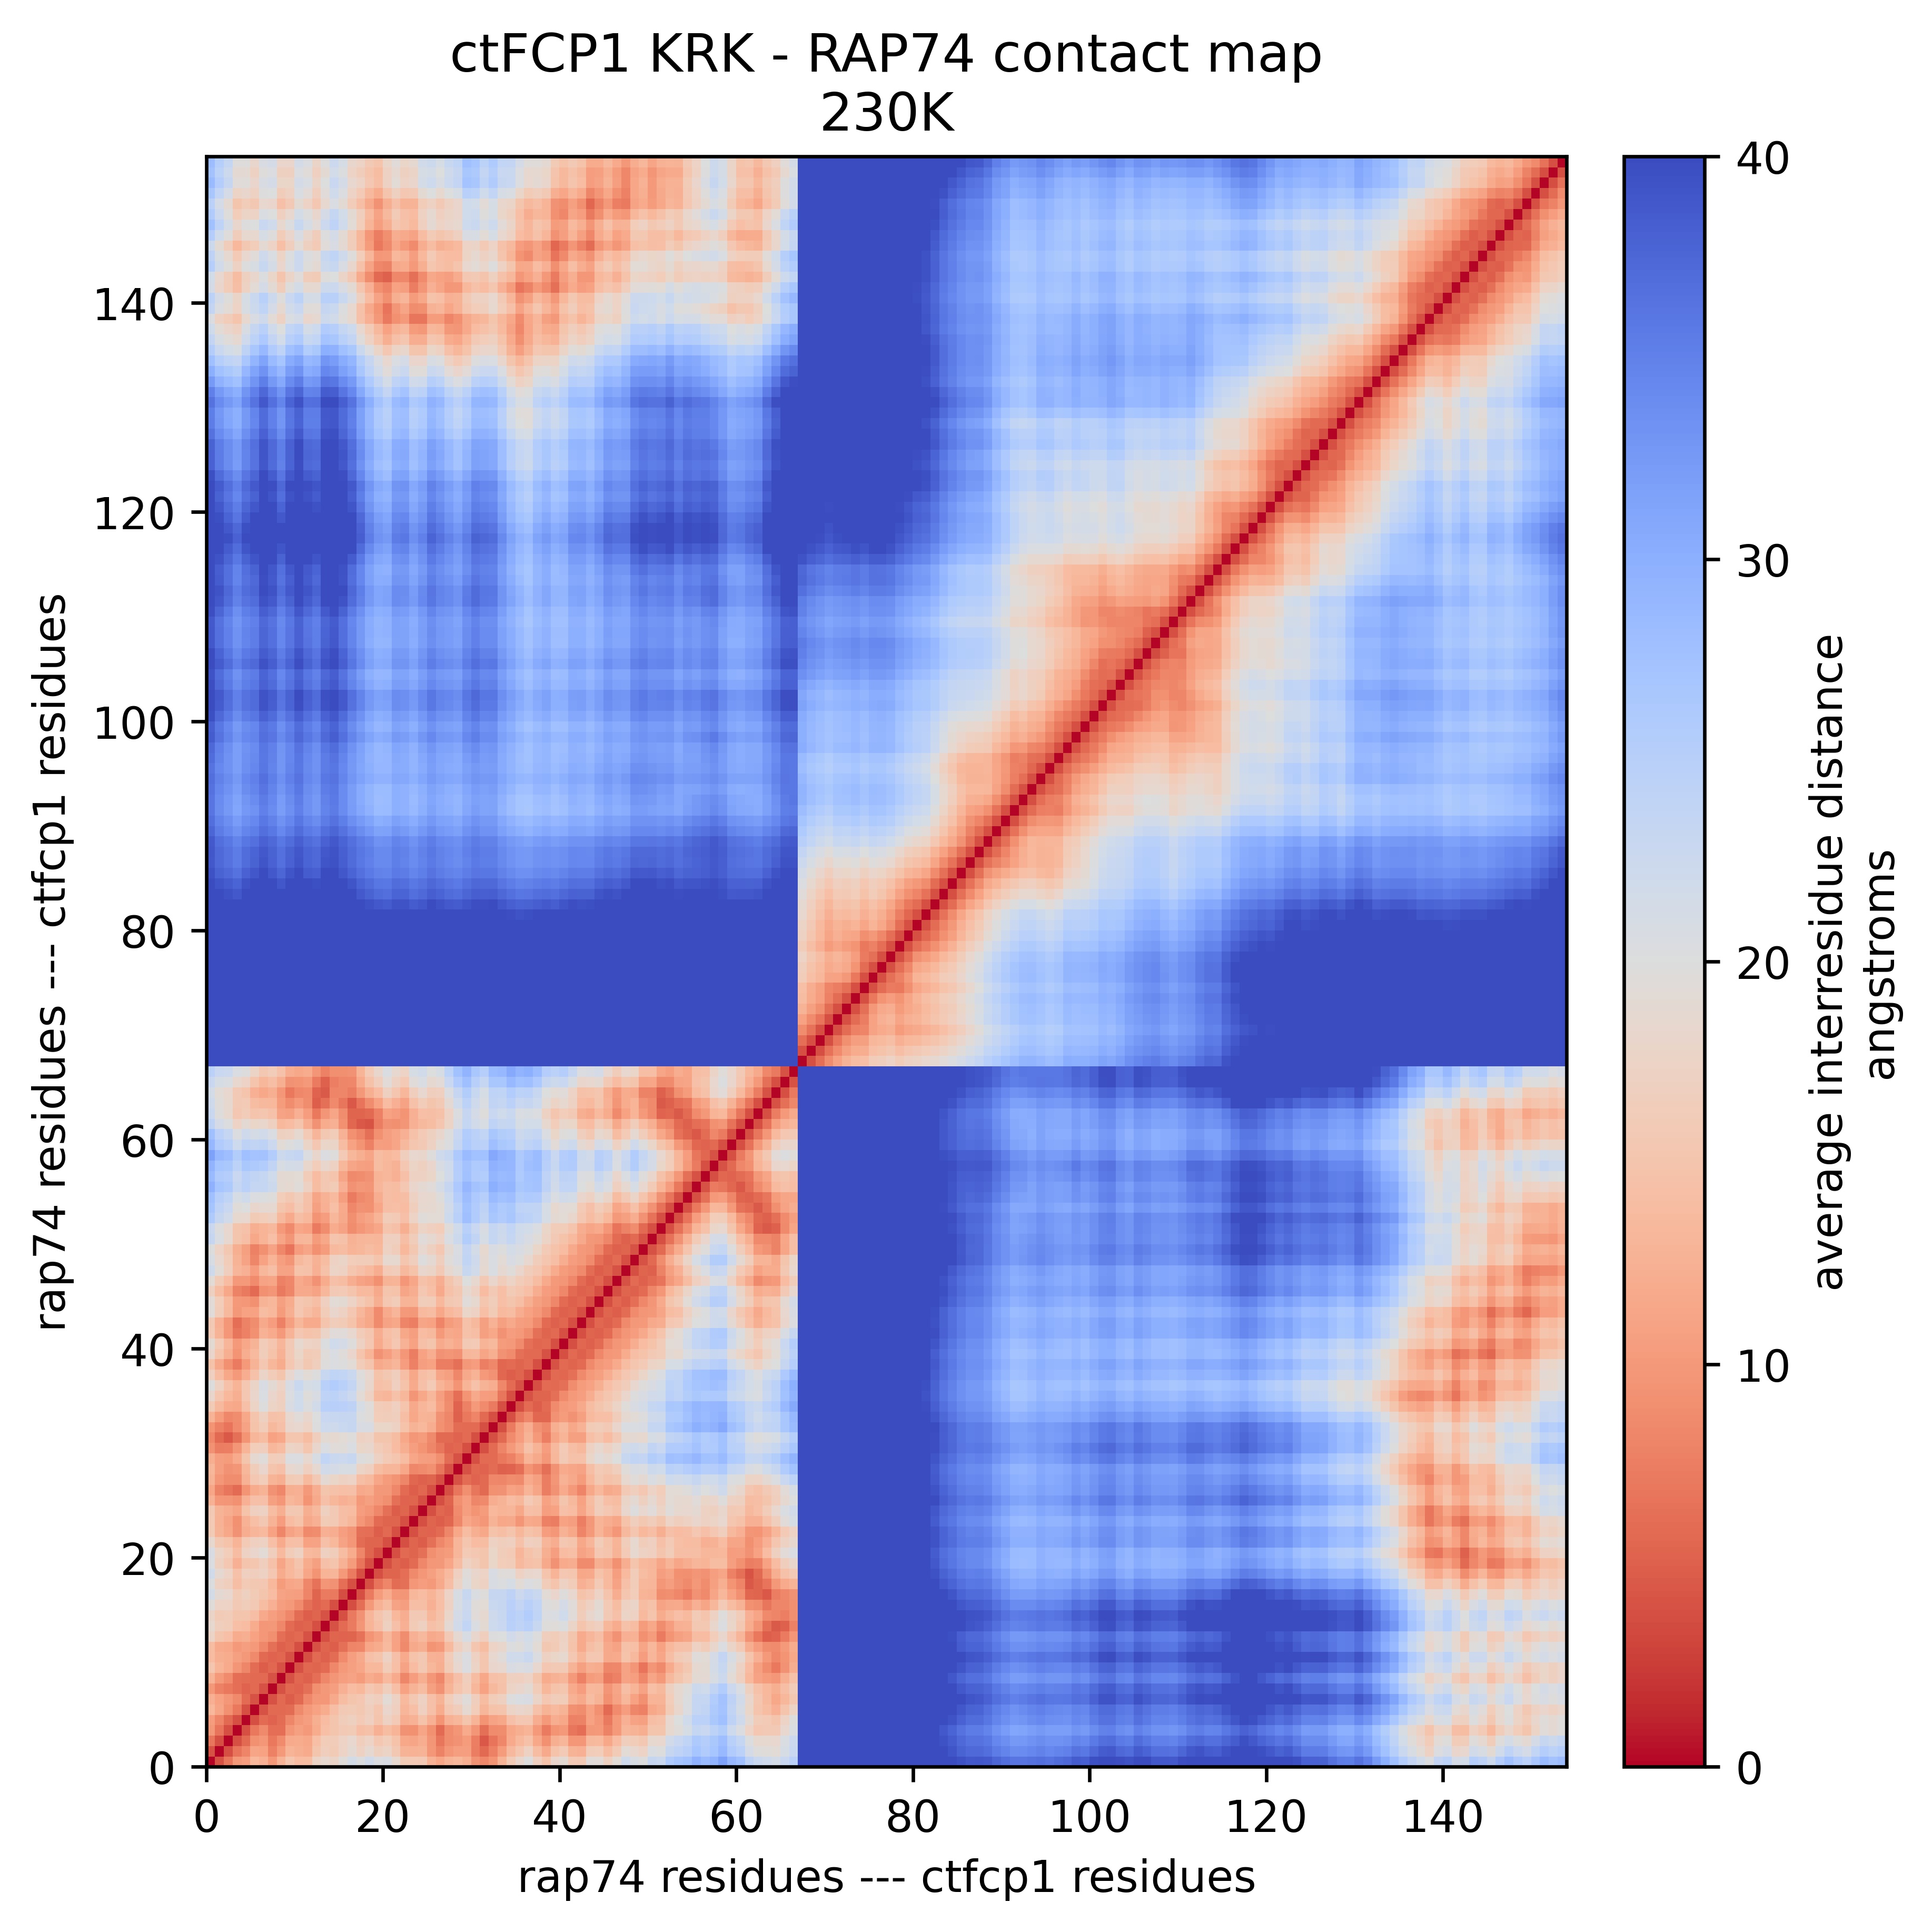 ctFCP1 KRK - RAP74 contact map
230K
rap74 residues --- ctfcp1 residues
140
120
100
80
60
40
20
0
0 20 40 60 80 100 120 140
rap74 residues --- ctfcp1 residues
40
30
20
10
0
average interresidue distance
angstroms